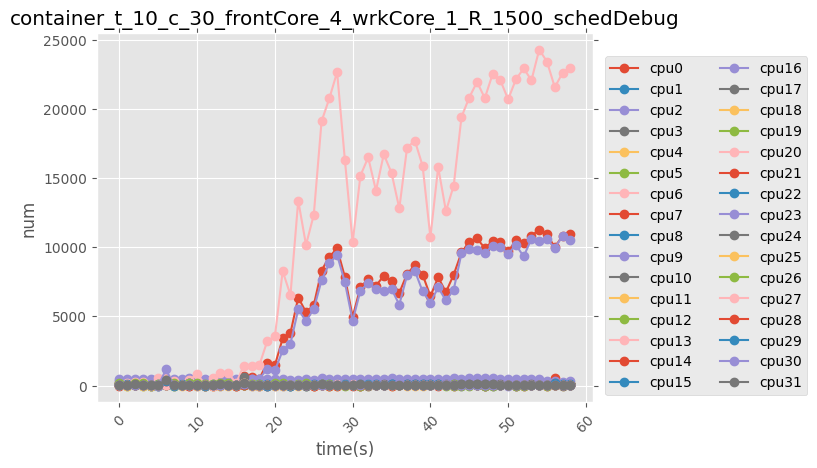 container_t_10_c_30_frontCore_4_wrkCore_1_R_1500_schedDebug
25000
20000
15000
10000
5000
0
num
0
10
20
30
40
50
60
time(s)
cpu0
cpu1
cpu2
cpu3
cpu4
cpu5
cpu6
cpu7
cpu8
cpu9
cpu10
cpu11
cpu12
cpu13
cpu14
cpu15
cpu16
cpu17
cpu18
cpu19
cpu20
cpu21
cpu22
cpu23
cpu24
cpu25
cpu26
cpu27
cpu28
cpu29
cpu30
cpu31